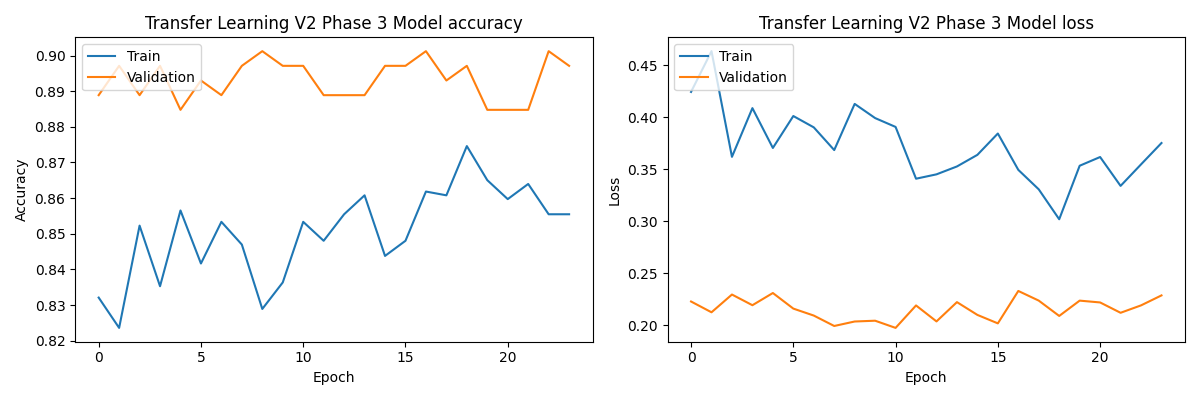 Transfer Learning V2 Phase 3 Model accuracy
Train
Validation
0.90
0.89
0.88
0.87
0.86
0.85
0.84
0.83
0.82
Accuracy
0
5
10
15
20
Epoch
Transfer Learning V2 Phase 3 Model loss
Train
Validation
0.45
0.40
0.35
0.30
0.25
0.20
Loss
0
5
10
15
20
Epoch